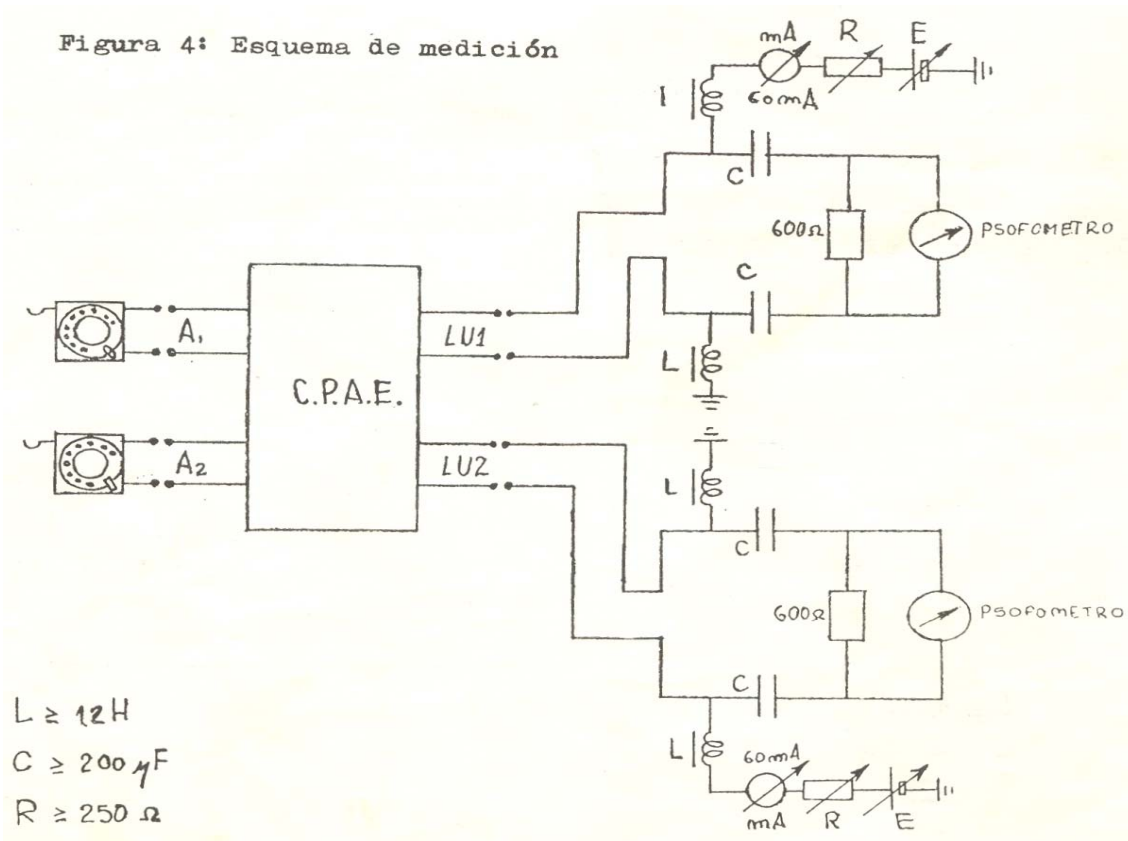 Figura 4: Esquema de medición
mA R E
I 60mA
C
600Ω PSOFOMETRO
C
A1 LU1
L
C.P.A.E.
A2 LU2
L
C
600Ω PSOFOMETRO
C
L 60mA
mA R E
L ≥ 12H
C ≥ 200 μF
R ≥ 250 Ω